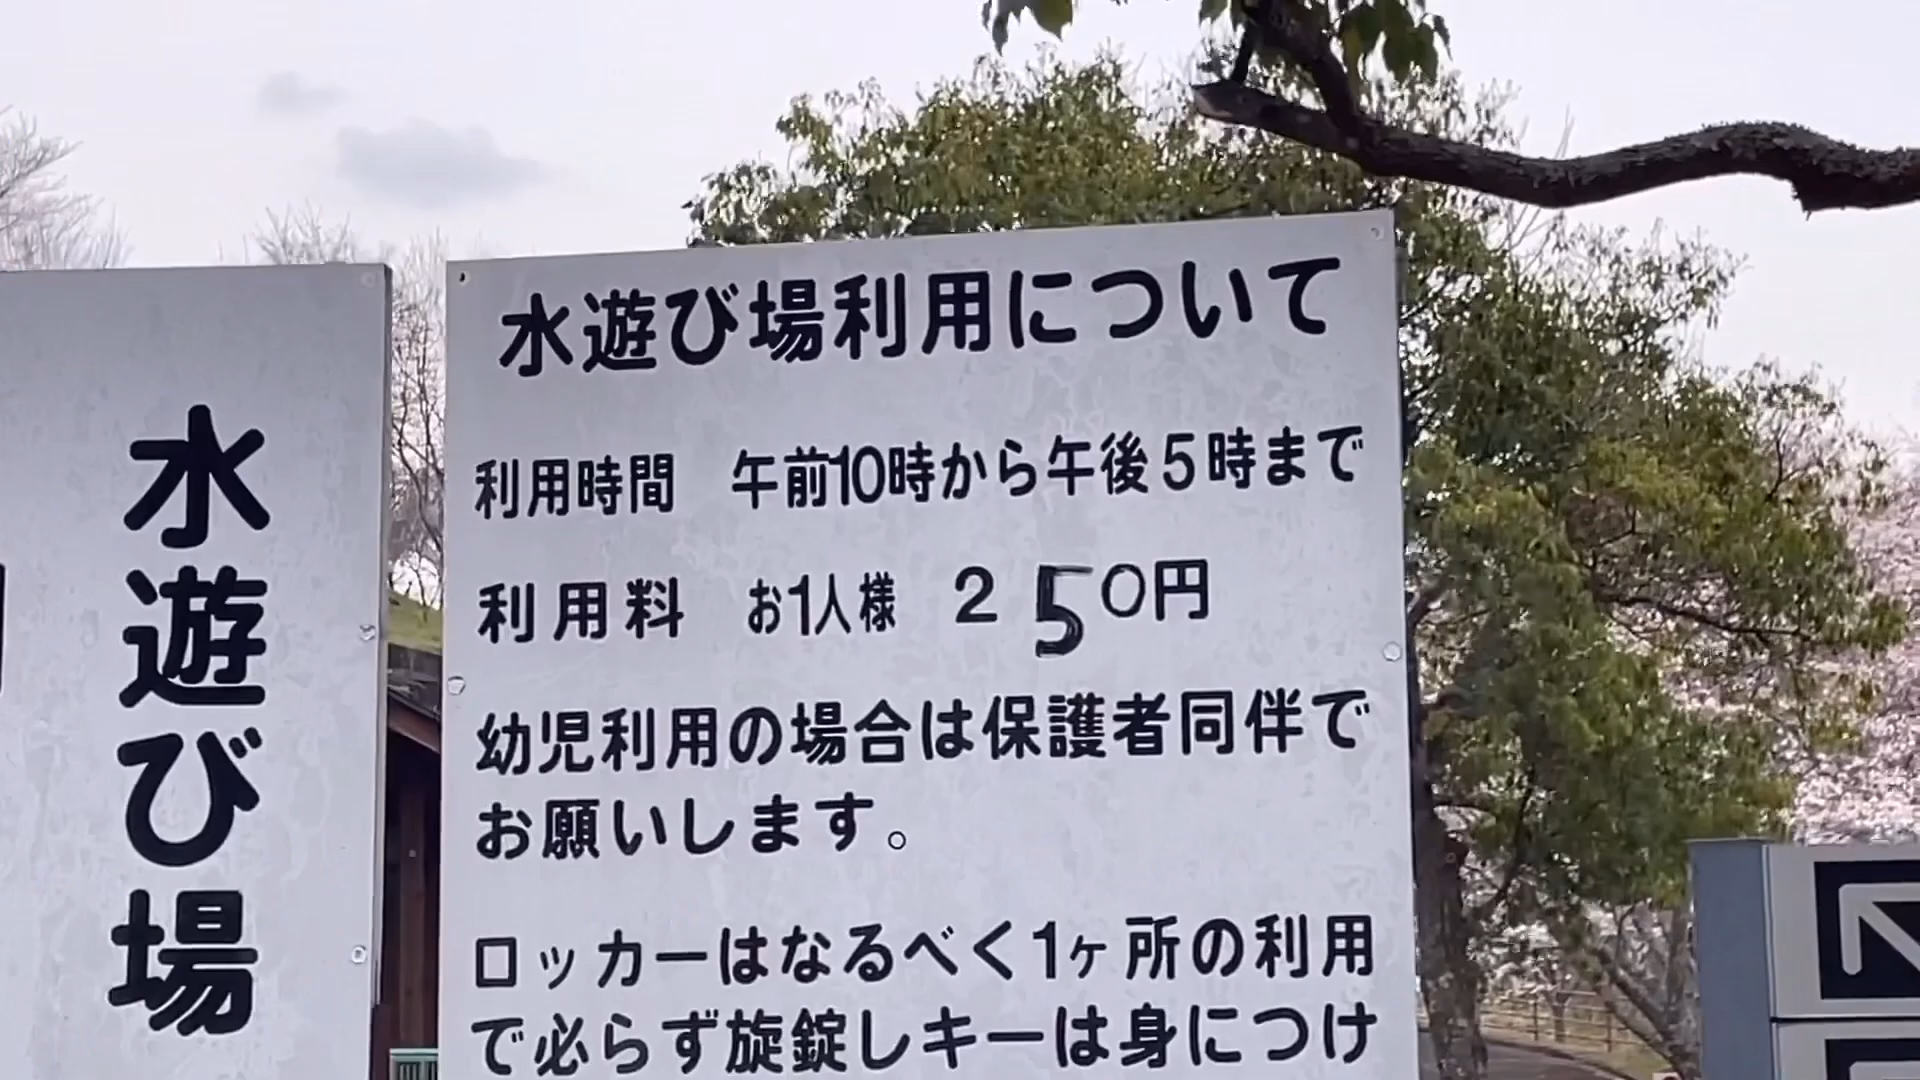 水遊び場
水遊び場利用について
利用時間 午前10時から午後5時まで
利用料 お1人様 250円
幼児利用の場合は保護者同伴で
お願いします。
ロッカーはなるべく1ヶ所の利用
で必らず旋錠しキーは身につけ